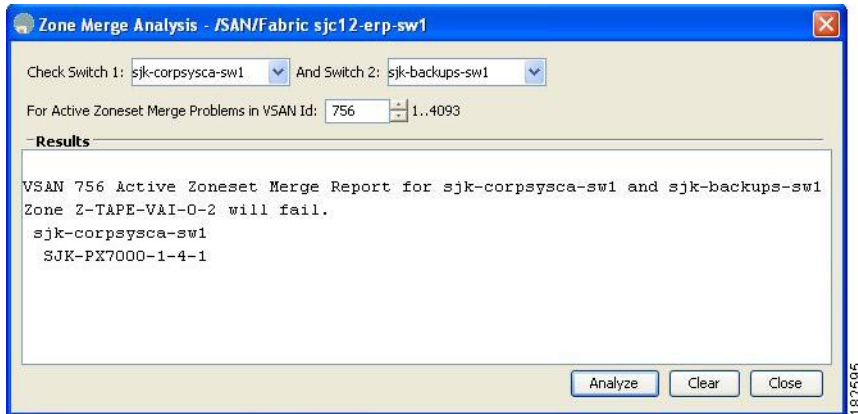 Zone Merge Analysis - /SAN/Fabric sjc12-erp-sw1
Check Switch 1: sjk-corpsysca-sw1 And Switch 2: sjk-backups-sw1
For Active Zoneset Merge Problems in VSAN Id: 756 1..4093
Results
VSAN 756 Active Zoneset Merge Report for sjk-corpsysca-sw1 and sjk-backups-sw1
Zone Z-TAPE-VAI-0-2 will fail.
sjk-corpsysca-sw1
SJK-PX7000-1-4-1
Analyze Clear Close
182595